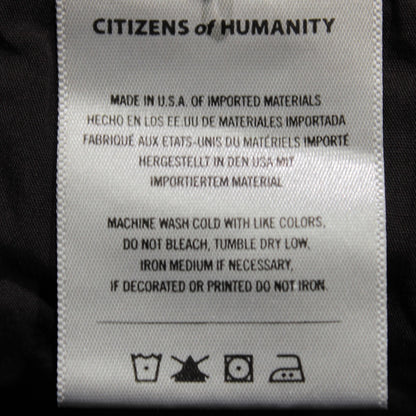 CITIZENS of HUMANITY
MADE IN U.S.A. OF IMPORTED MATERIALS
HECHO EN LOS EE.UU DE MATERIALES IMPORTADA
FABRIQUÉ AUX ETATS-UNIS DU MATÉRIELS IMPORTÉ
HERGESTELLT IN DEN USA MIT
IMPORTIERTEM MATERIAL
MACHINE WASH COLD WITH LIKE COLORS,
DO NOT BLEACH, TUMBLE DRY LOW,
IRON MEDIUM IF NECESSARY,
IF DECORATED OR PRINTED DO NOT IRON.